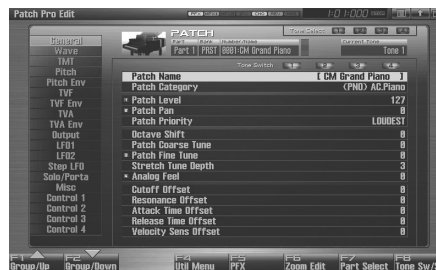 Patch Pro Edit
PATCH
Tone Select
Part Bank Number/Name
Current Tone
Part 1 PRST 0001:GM Grand Piano
Tone 1
Tone Switch
General
Wave
TMT
Pitch
Pitch Env
TVF
TVF Env
TVA
TVA Env
Output
LFO1
LFO2
Step LFO
Solo/Porta
Misc
Control 1
Control 2
Control 3
Control 4
Patch Name [ GM Grand Piano ]
Patch Category (PNO) AC.Piano
Patch Level 127
Patch Pan 0
Patch Priority LOUDEST
Octave Shift 0
Patch Coarse Tune 0
Patch Fine Tune 0
Stretch Tune Depth 3
Analog Feel 0
Cutoff Offset 0
Resonance Offset 0
Attack Time Offset 0
Release Time Offset 0
Velocity Sens Offset 0
F1 Group/Up
F2 Group/Down
F4 Util Menu
F5 PFX
F6 Zoom Edit
F7 Part Select
F8 Tone Sw/